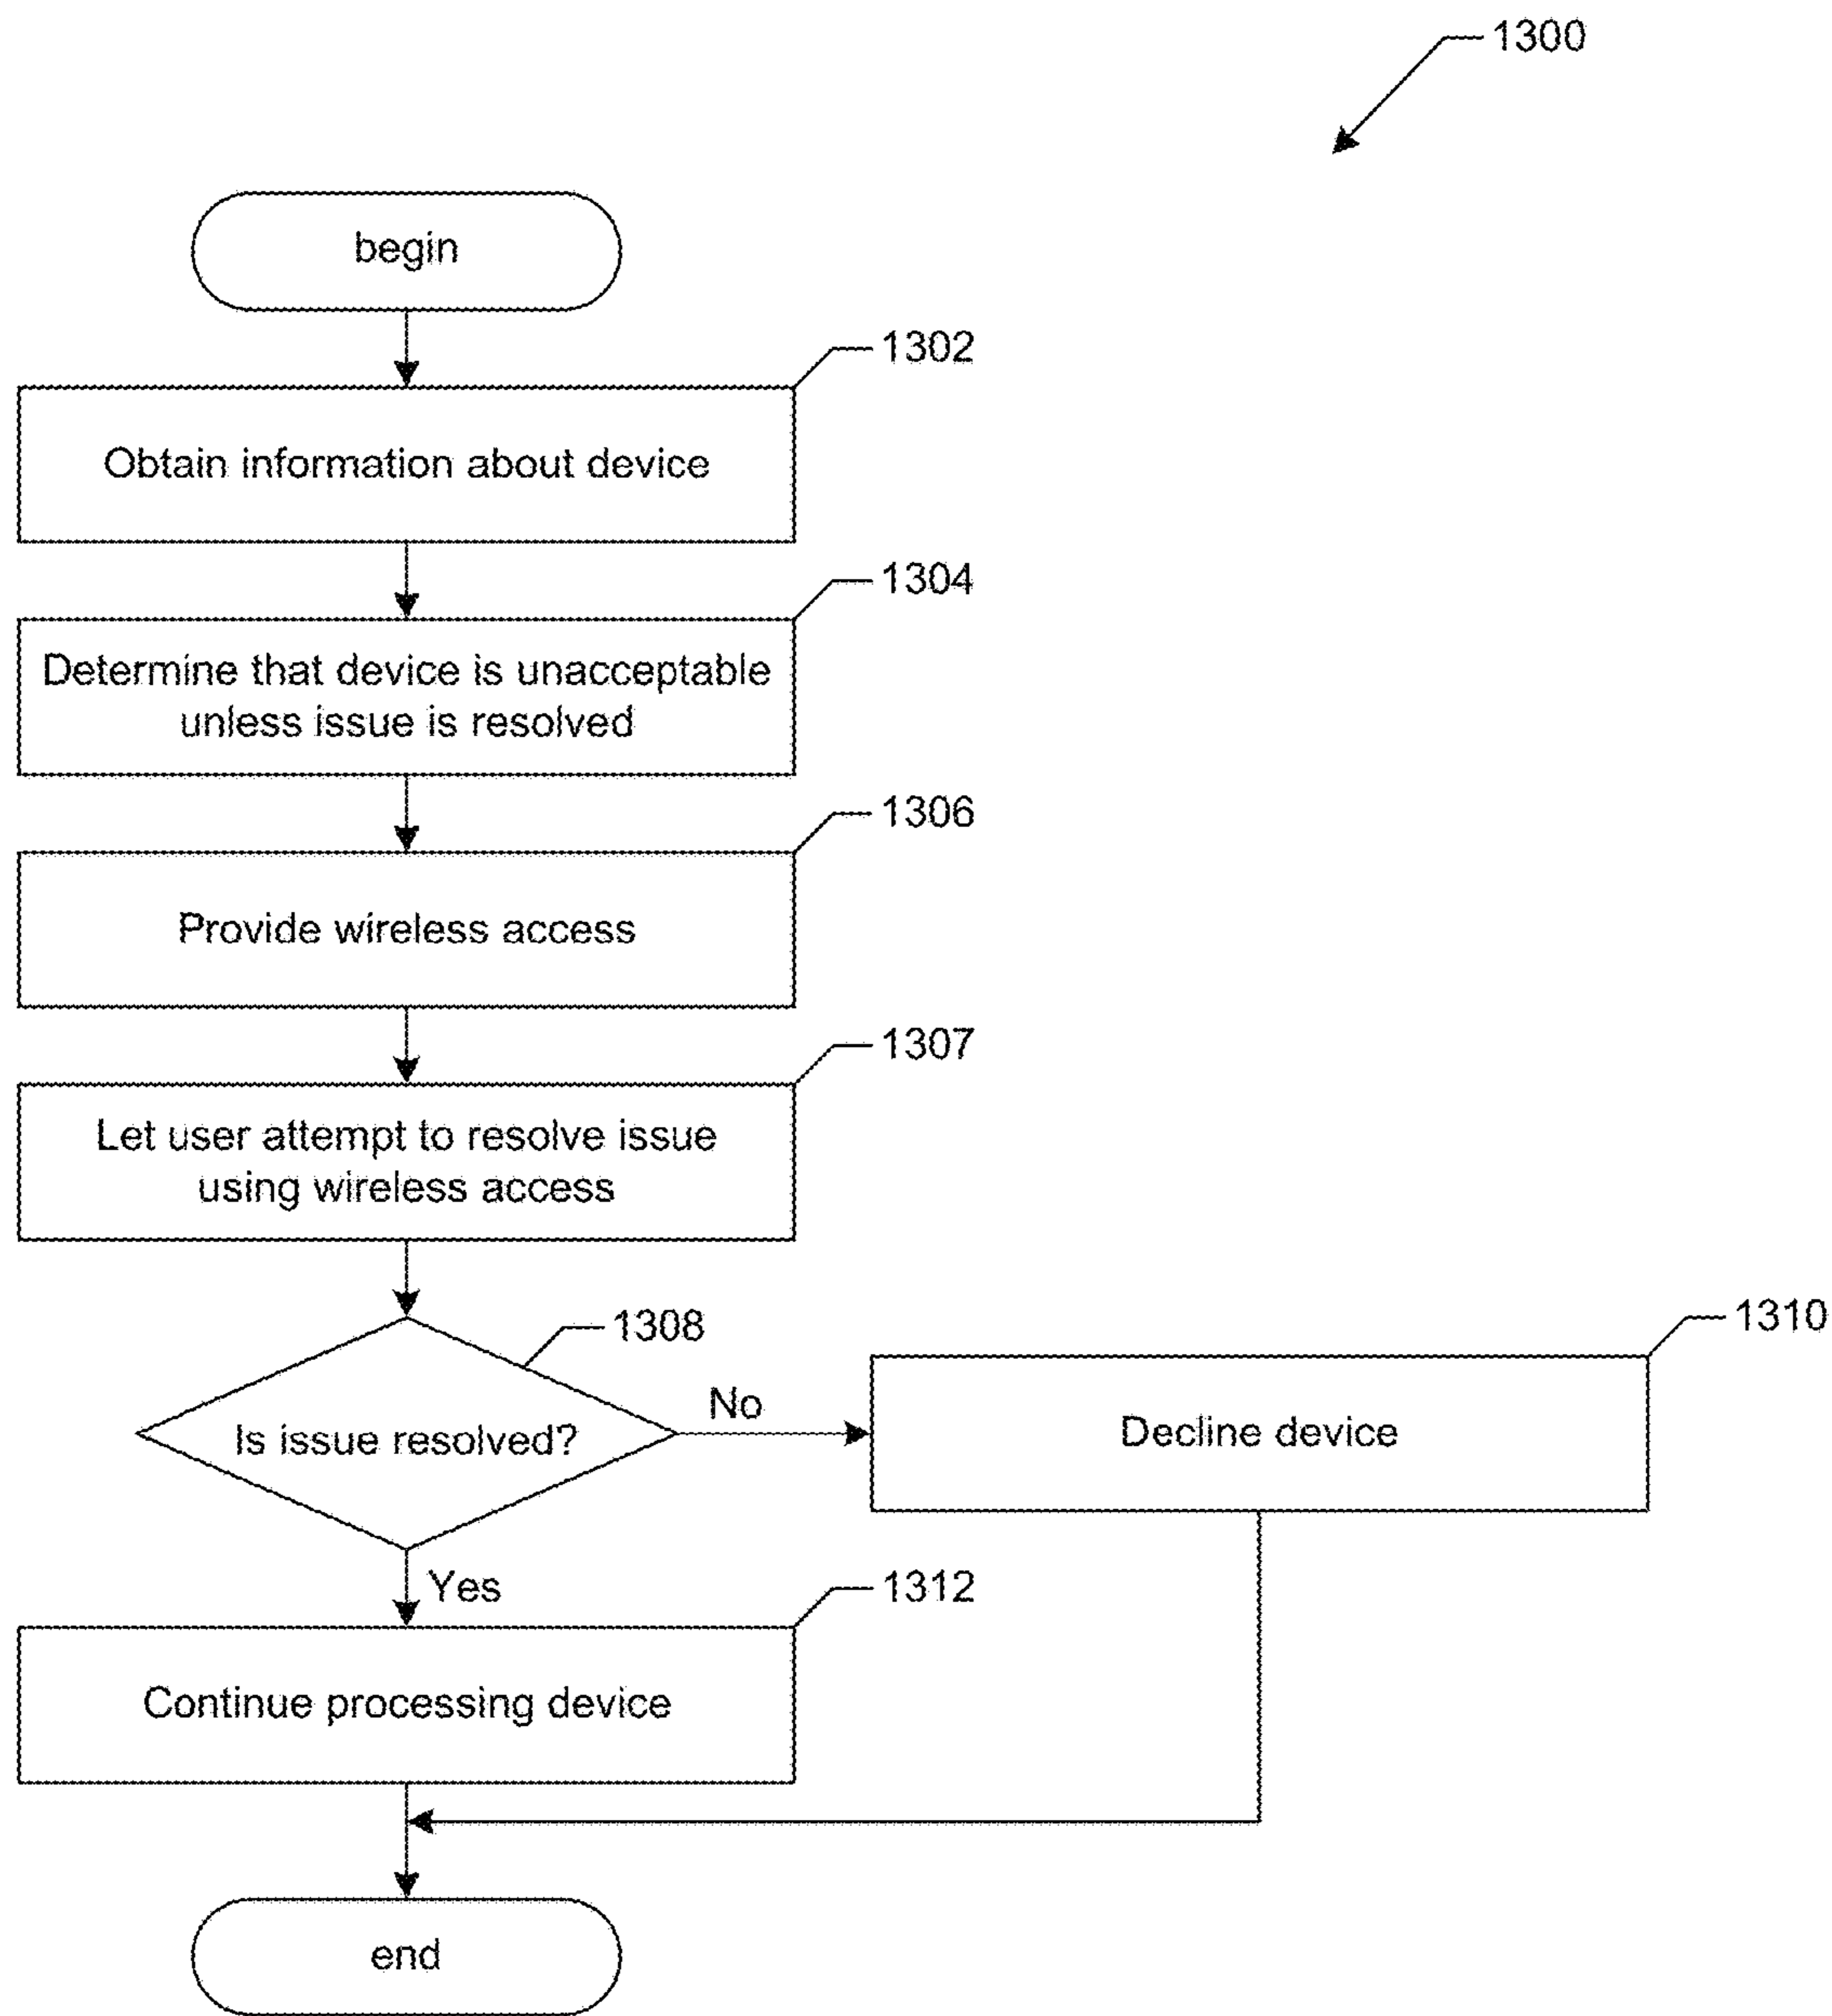 1300
begin
1302
Obtain information about device
1304
Determine that device is unacceptable
unless issue is resolved
1306
Provide wireless access
1307
Let user attempt to resolve issue
using wireless access
1308
Is issue resolved?
No
1310
Decline device
Yes
1312
Continue processing device
end